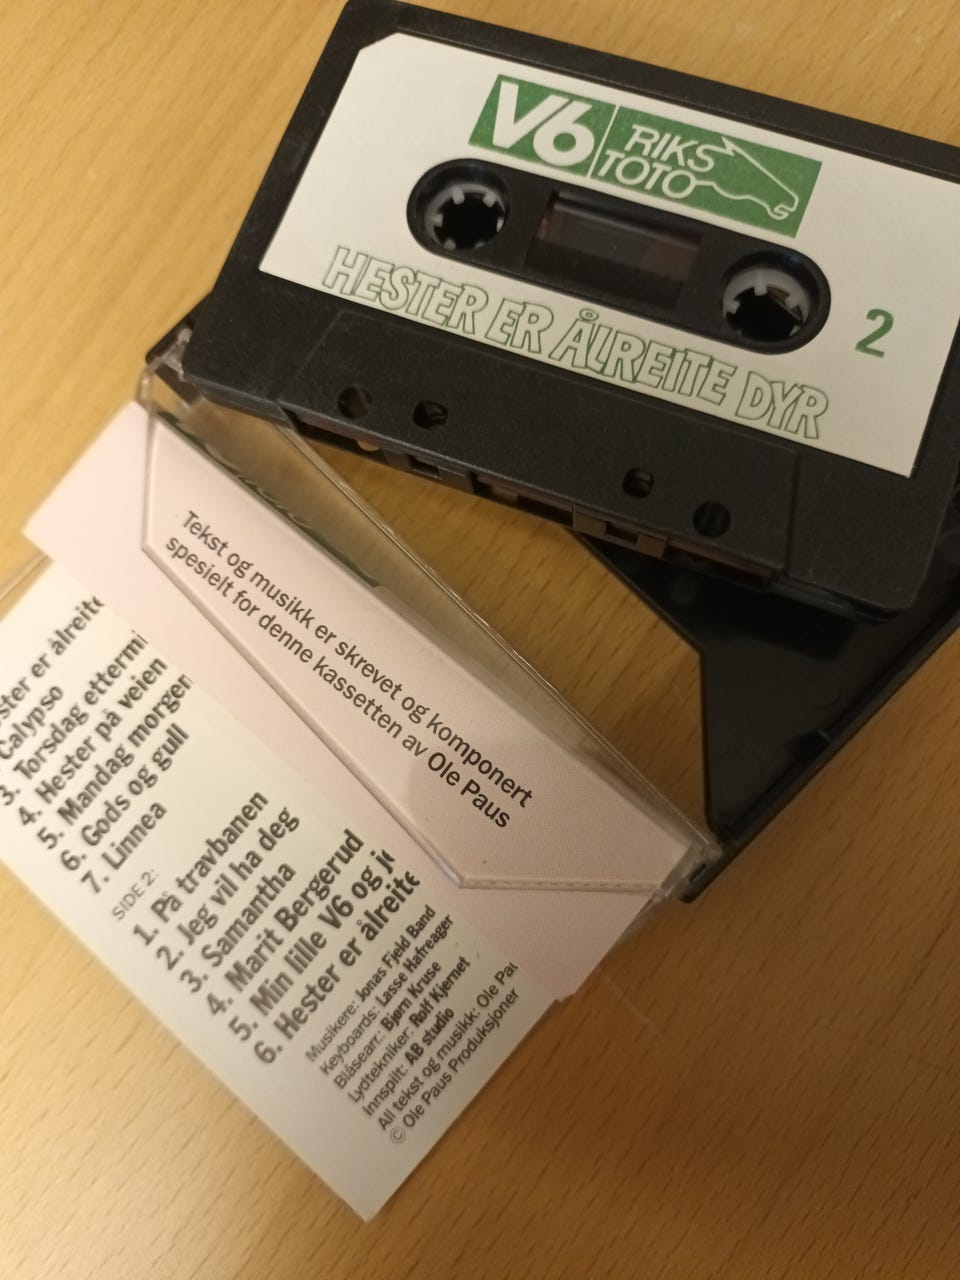 V6 RIKS
TOTO
HESTER ER ÅLREITE DYR
2
Tekst og musikk er skrevet og komponert
spesielt for denne kassetten av Ole Paus
ster er ålreite
Calypso
3. Torsdag ettermi
4. Hester på veien
5. Mandag morgen
6. Gods og gull
7. Linnea
SIDE 2:
1. På travbanen
2. Jeg vil ha deg
3. Samantha
4. Marit Bergerud
5. Min lille V6 og je
6. Hester er ålreite
Musikere: Jonas Fjeld Band
Keyboards: Lasse Hafreager
Blåsearr.: Bjørn Kruse
Lydtekniker: Rolf Kjernet
Innspilt: AB studio
All tekst og musikk: Ole Pau
© Ole Paus Produksjoner